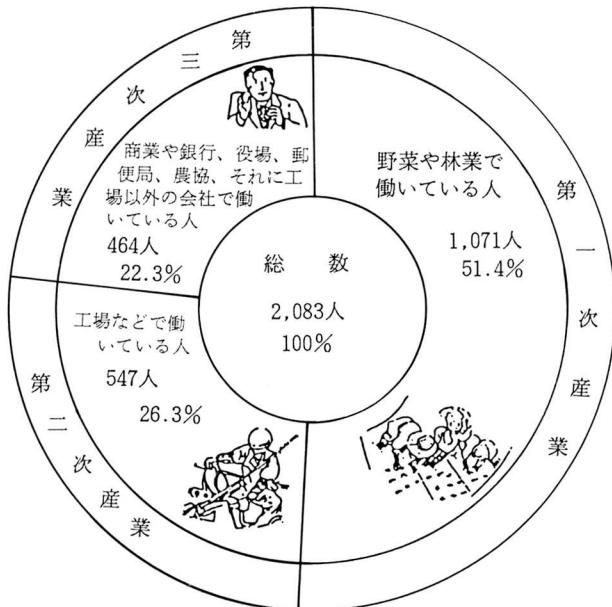 第一次産業
野菜や林業で
働いている人
1,071人
51.4%
第二次産業
工場などで働
いている人
547人
26.3%
第三次産業
商業や銀行、役場、郵
便局、農協、それに工
場以外の会社で働
いている人
464人
22.3%
総数
2,083人
100%